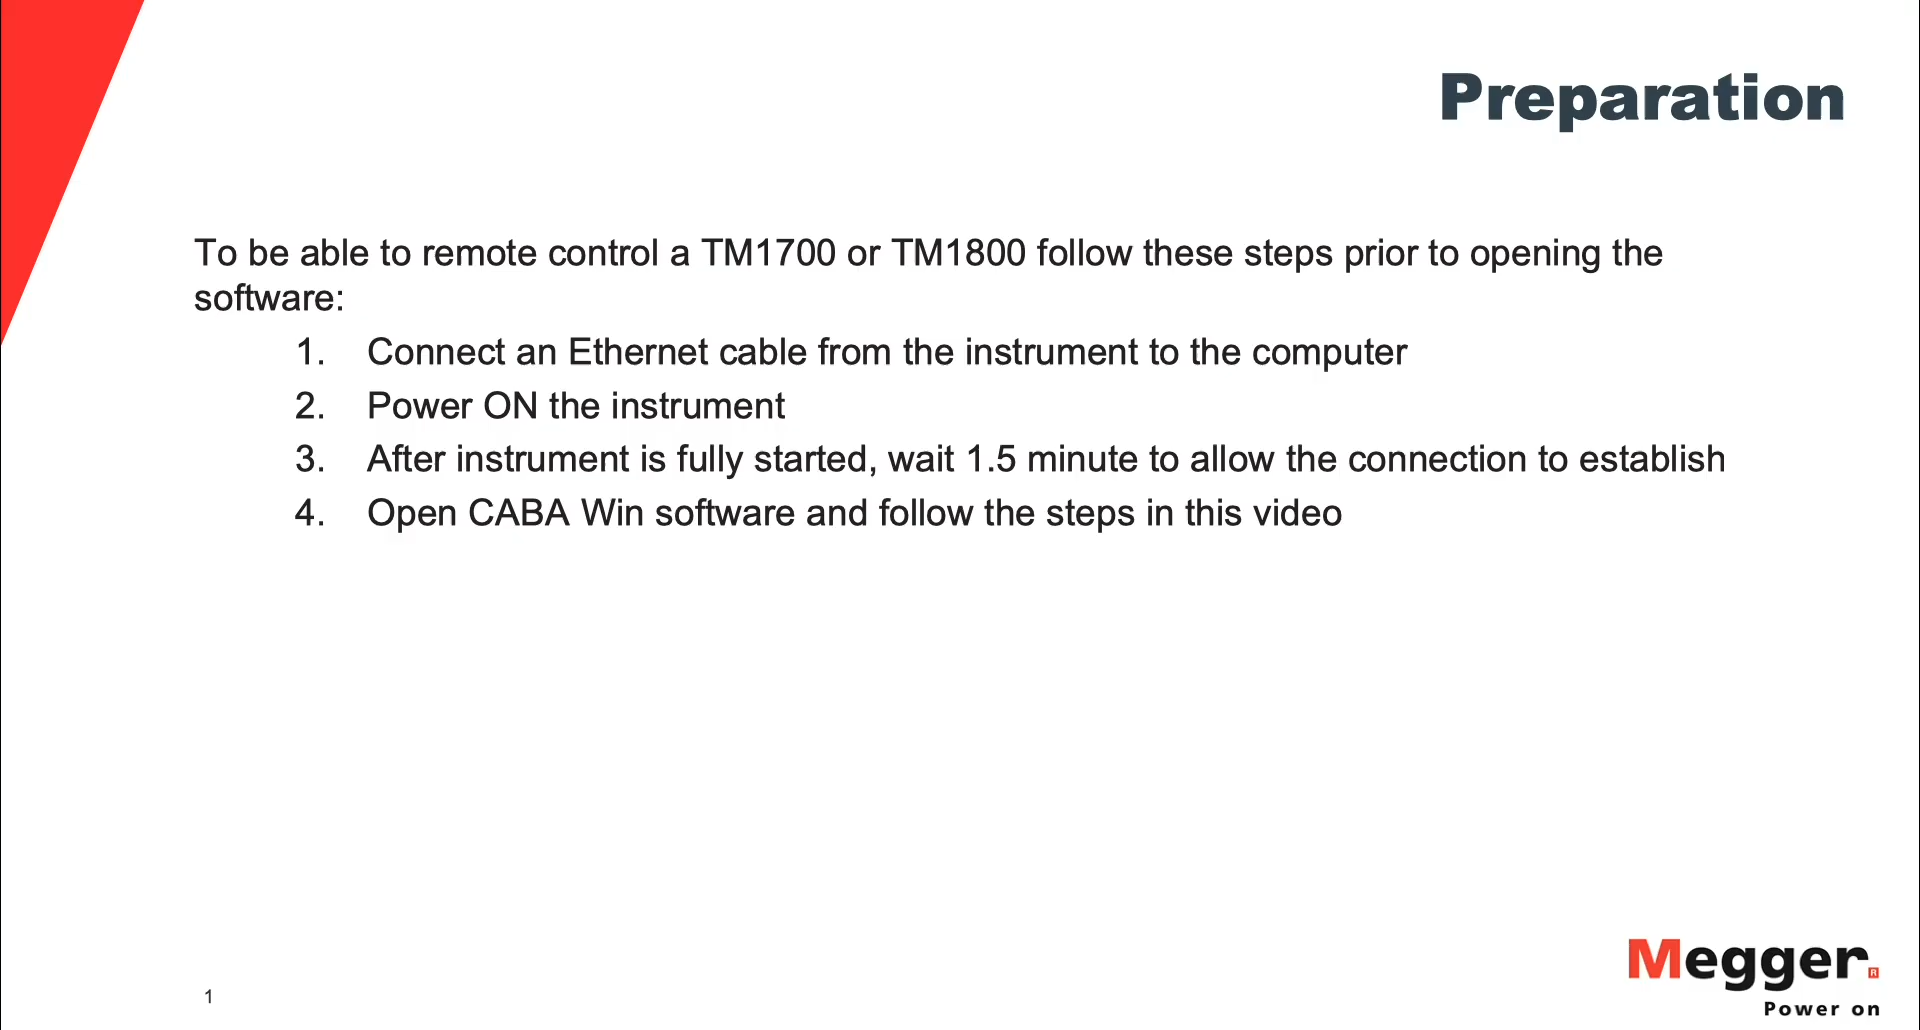 Preparation
To be able to remote control a TM1700 or TM1800 follow these steps prior to opening the
software:
1. Connect an Ethernet cable from the instrument to the computer
2. Power ON the instrument
3. After instrument is fully started, wait 1.5 minute to allow the connection to establish
4. Open CABA Win software and follow the steps in this video
Megger®
Power on
1